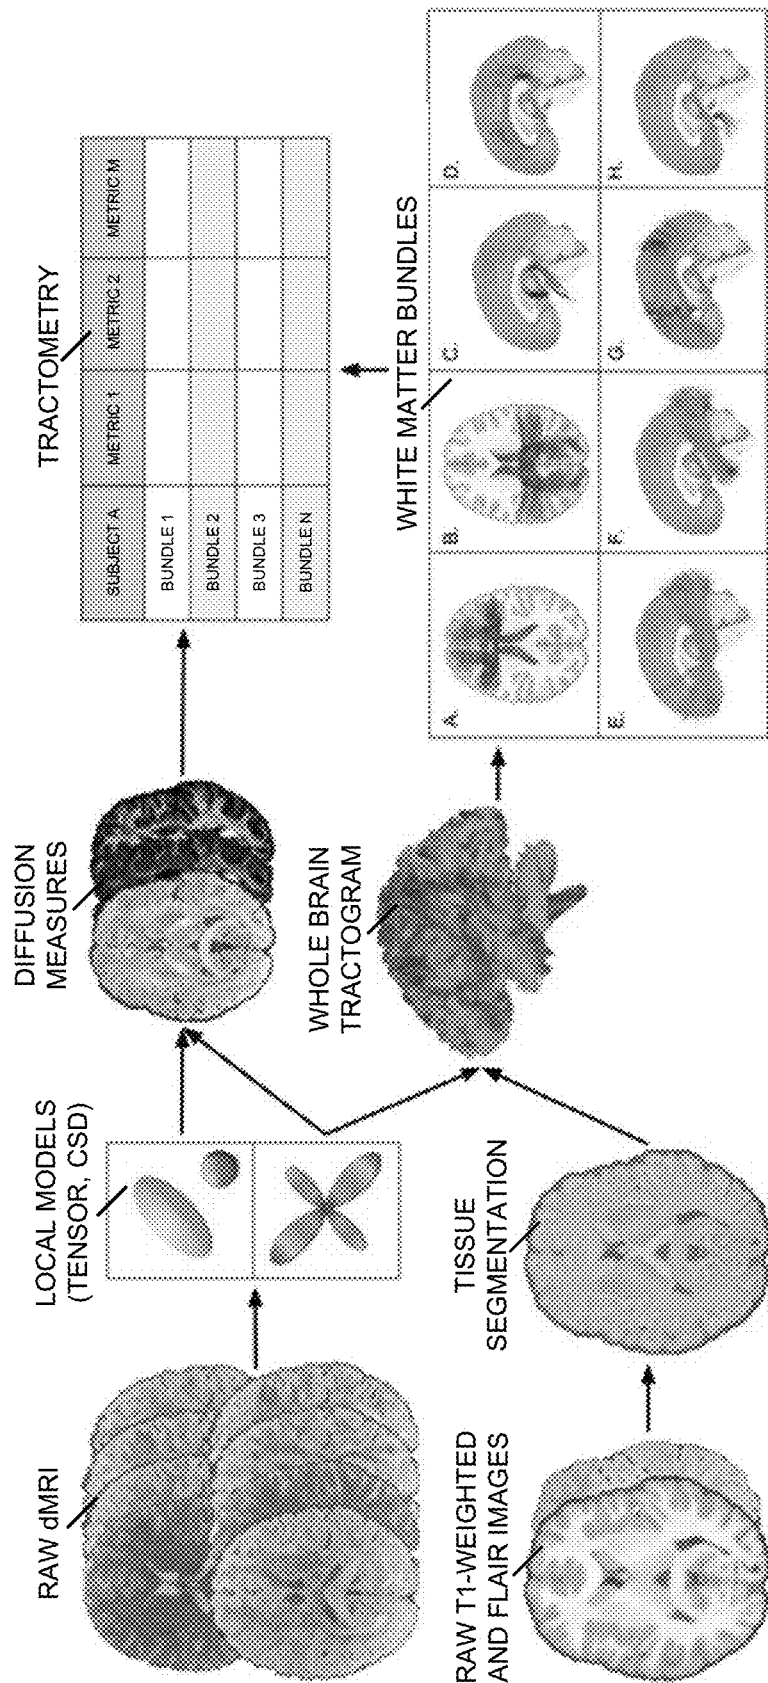 RAW dMRI
LOCAL MODELS
(TENSOR, CSD)
DIFFUSION
MEASURES
TRACTOMETRY
SUBJECT A METRIC 1 METRIC 2 METRIC M
BUNDLE 1
BUNDLE 2
BUNDLE 3
BUNDLE N
RAW T1-WEIGHTED
AND FLAIR IMAGES
TISSUE
SEGMENTATION
WHOLE BRAIN
TRACTOGRAM
WHITE MATTER BUNDLES
A. B. C. D.
E. F. G. H.